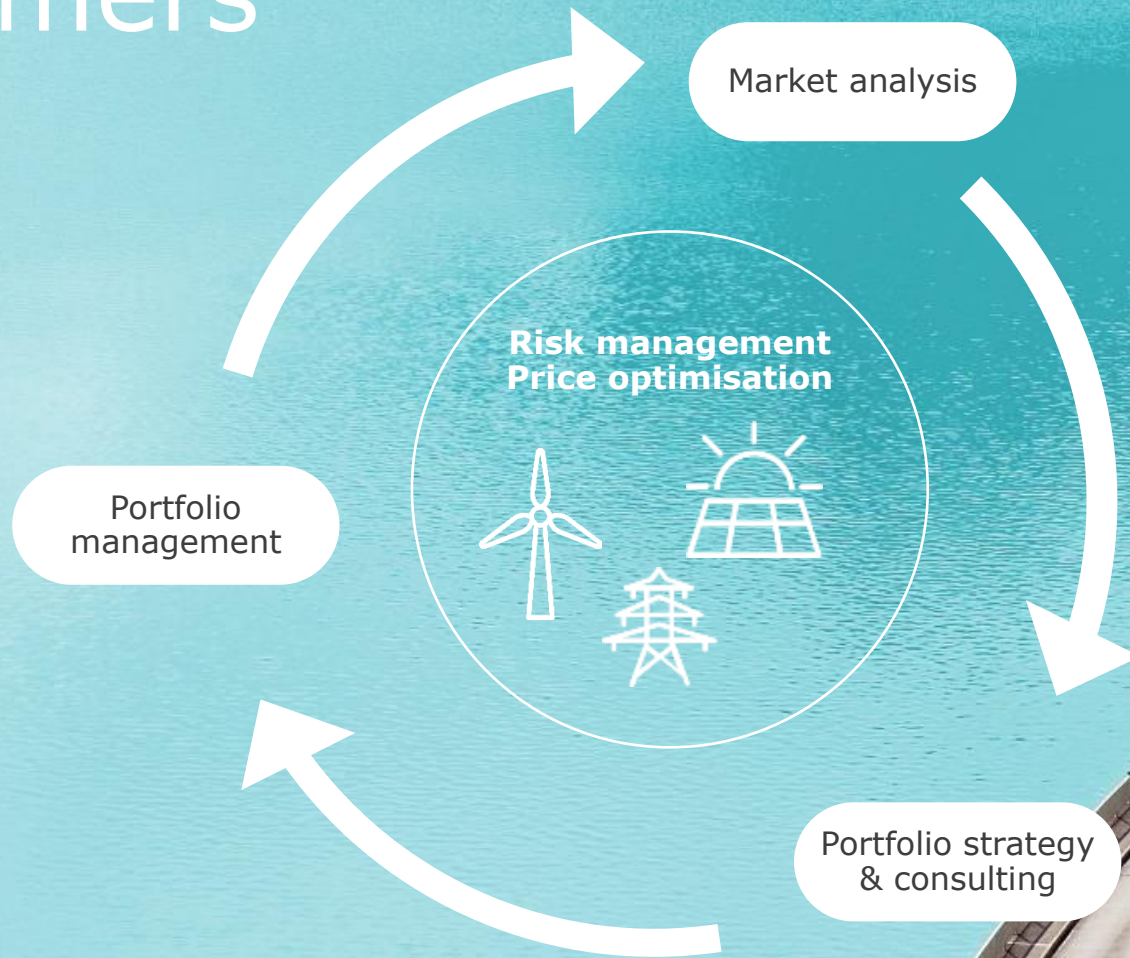 Market analysis
Risk management
Price optimisation
Portfolio
management
Portfolio strategy
& consulting